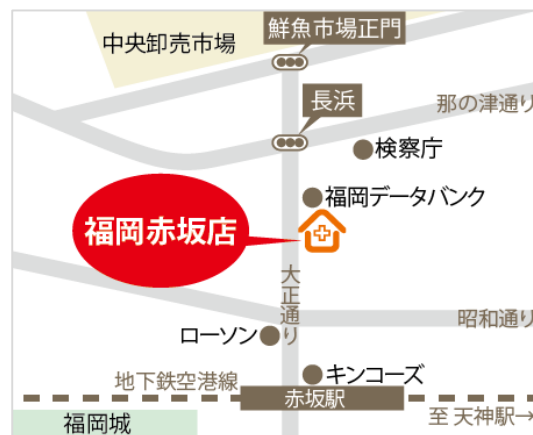 鮮魚市場正門
中央卸売市場
長浜
那の津通り
検察庁
福岡データバンク
福岡赤坂店
大正通り
昭和通り
ローソン
キンコーズ
地下鉄空港線
赤坂駅
至 天神駅→
福岡城